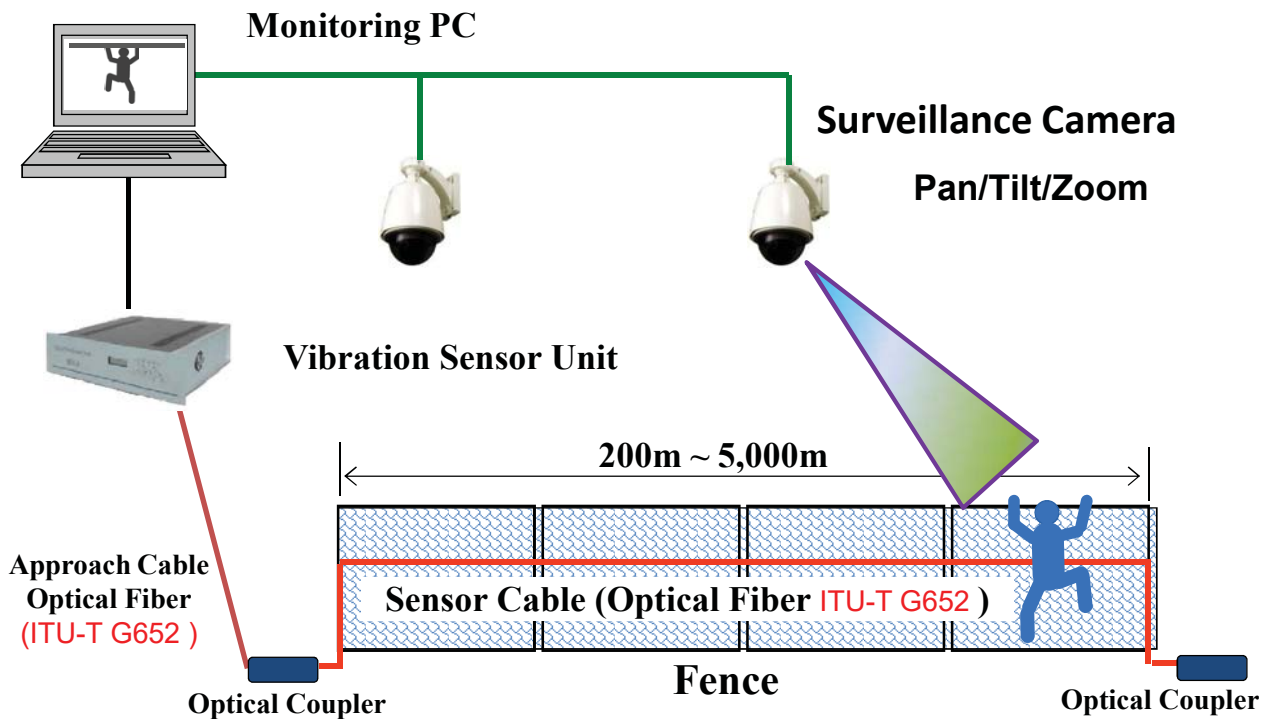 Monitoring PC
Surveillance Camera
Pan/Tilt/Zoom
Vibration Sensor Unit
200m ~ 5,000m
Approach Cable
Optical Fiber
(ITU-T G652 )
Sensor Cable (Optical Fiber ITU-T G652 )
Fence
Optical Coupler
Optical Coupler